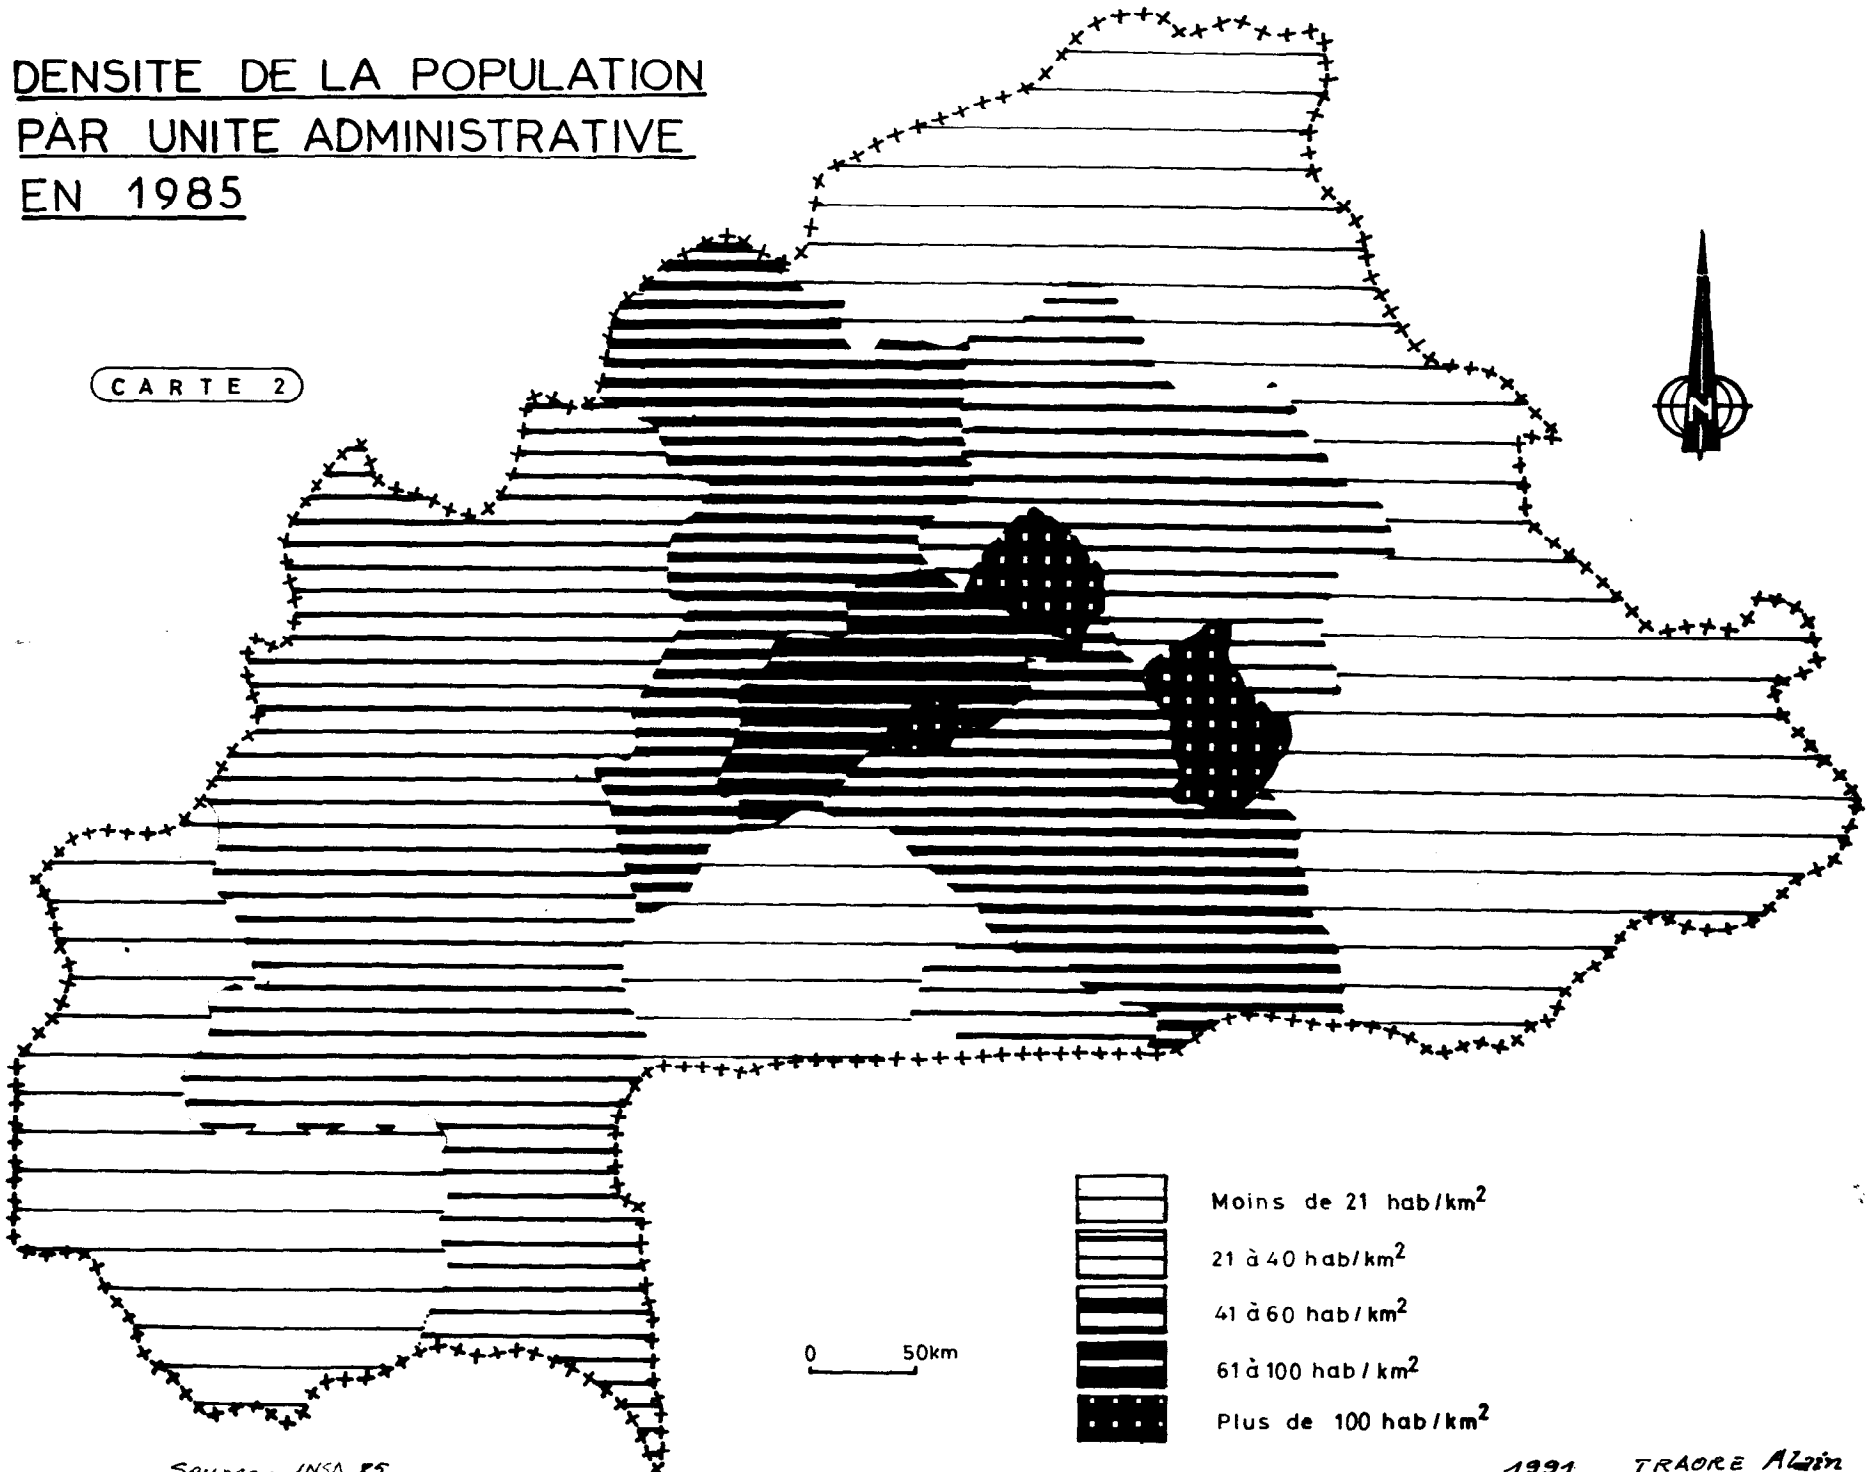 DENSITE DE LA POPULATION
PAR UNITE ADMINISTRATIVE
EN 1985
CARTE 2
N
Moins de 21 hab/km²
21 à 40 hab/km²
41 à 60 hab/km²
61 à 100 hab/km²
Plus de 100 hab/km²
0 50km
1991 TRAORE Alain